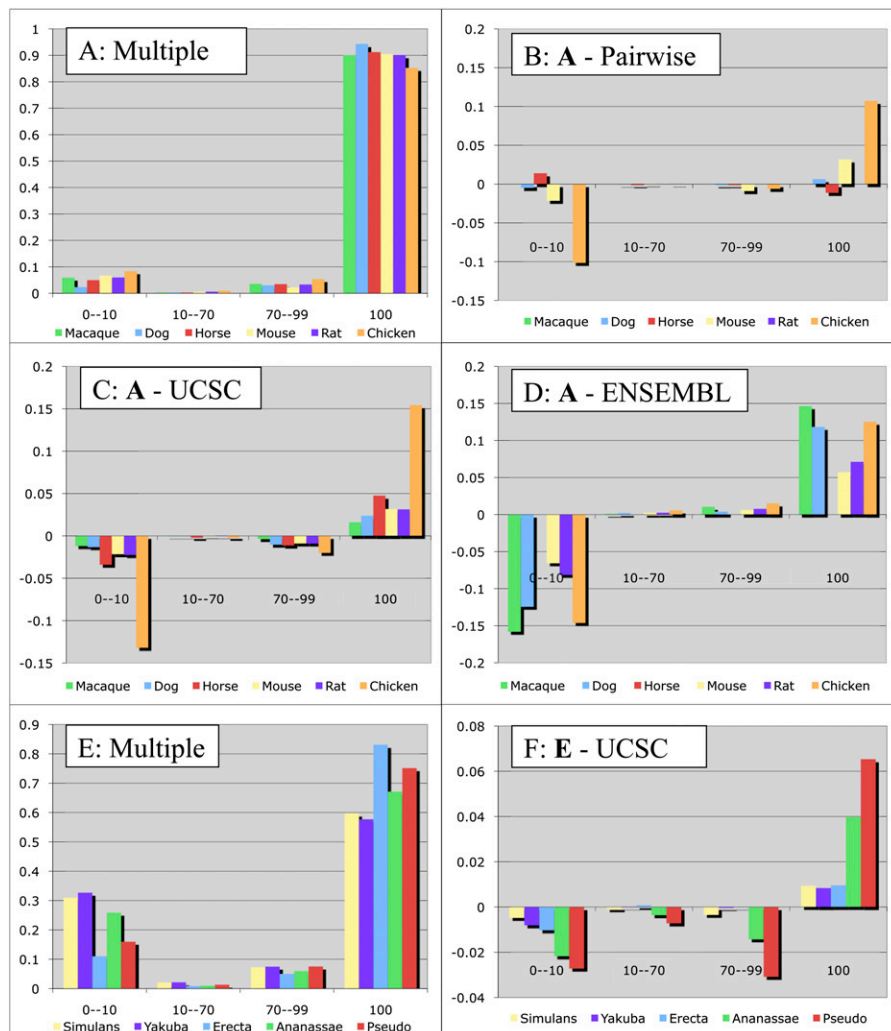 A: Multiple
1
0.9
0.8
0.7
0.6
0.5
0.4
0.3
0.2
0.1
0
0--10 10--70 70--99 100
Macaque Dog Horse Mouse Rat Chicken
B: A - Pairwise
0.2
0.15
0.1
0.05
0
-0.05
-0.1
-0.15
0--10 10--70 70--99 100
Macaque Dog Horse Mouse Rat Chicken
C: A - UCSC
0.2
0.15
0.1
0.05
0
-0.05
-0.1
-0.15
0--10 10--70 70--99 100
Macaque Dog Horse Mouse Rat Chicken
D: A - ENSEMBL
0.2
0.15
0.1
0.05
0
-0.05
-0.1
-0.15
-0.2
0--10 10--70 70--99 100
Macaque Dog Horse Mouse Rat Chicken
E: Multiple
0.9
0.8
0.7
0.6
0.5
0.4
0.3
0.2
0.1
0
0--10 10--70 70--99 100
Simulans Yakuba Erecta Ananassae Pseudo
F: E - UCSC
0.08
0.06
0.04
0.02
0
-0.02
-0.04
0--10 10--70 70--99 100
Simulans Yakuba Erecta Ananassae Pseudo